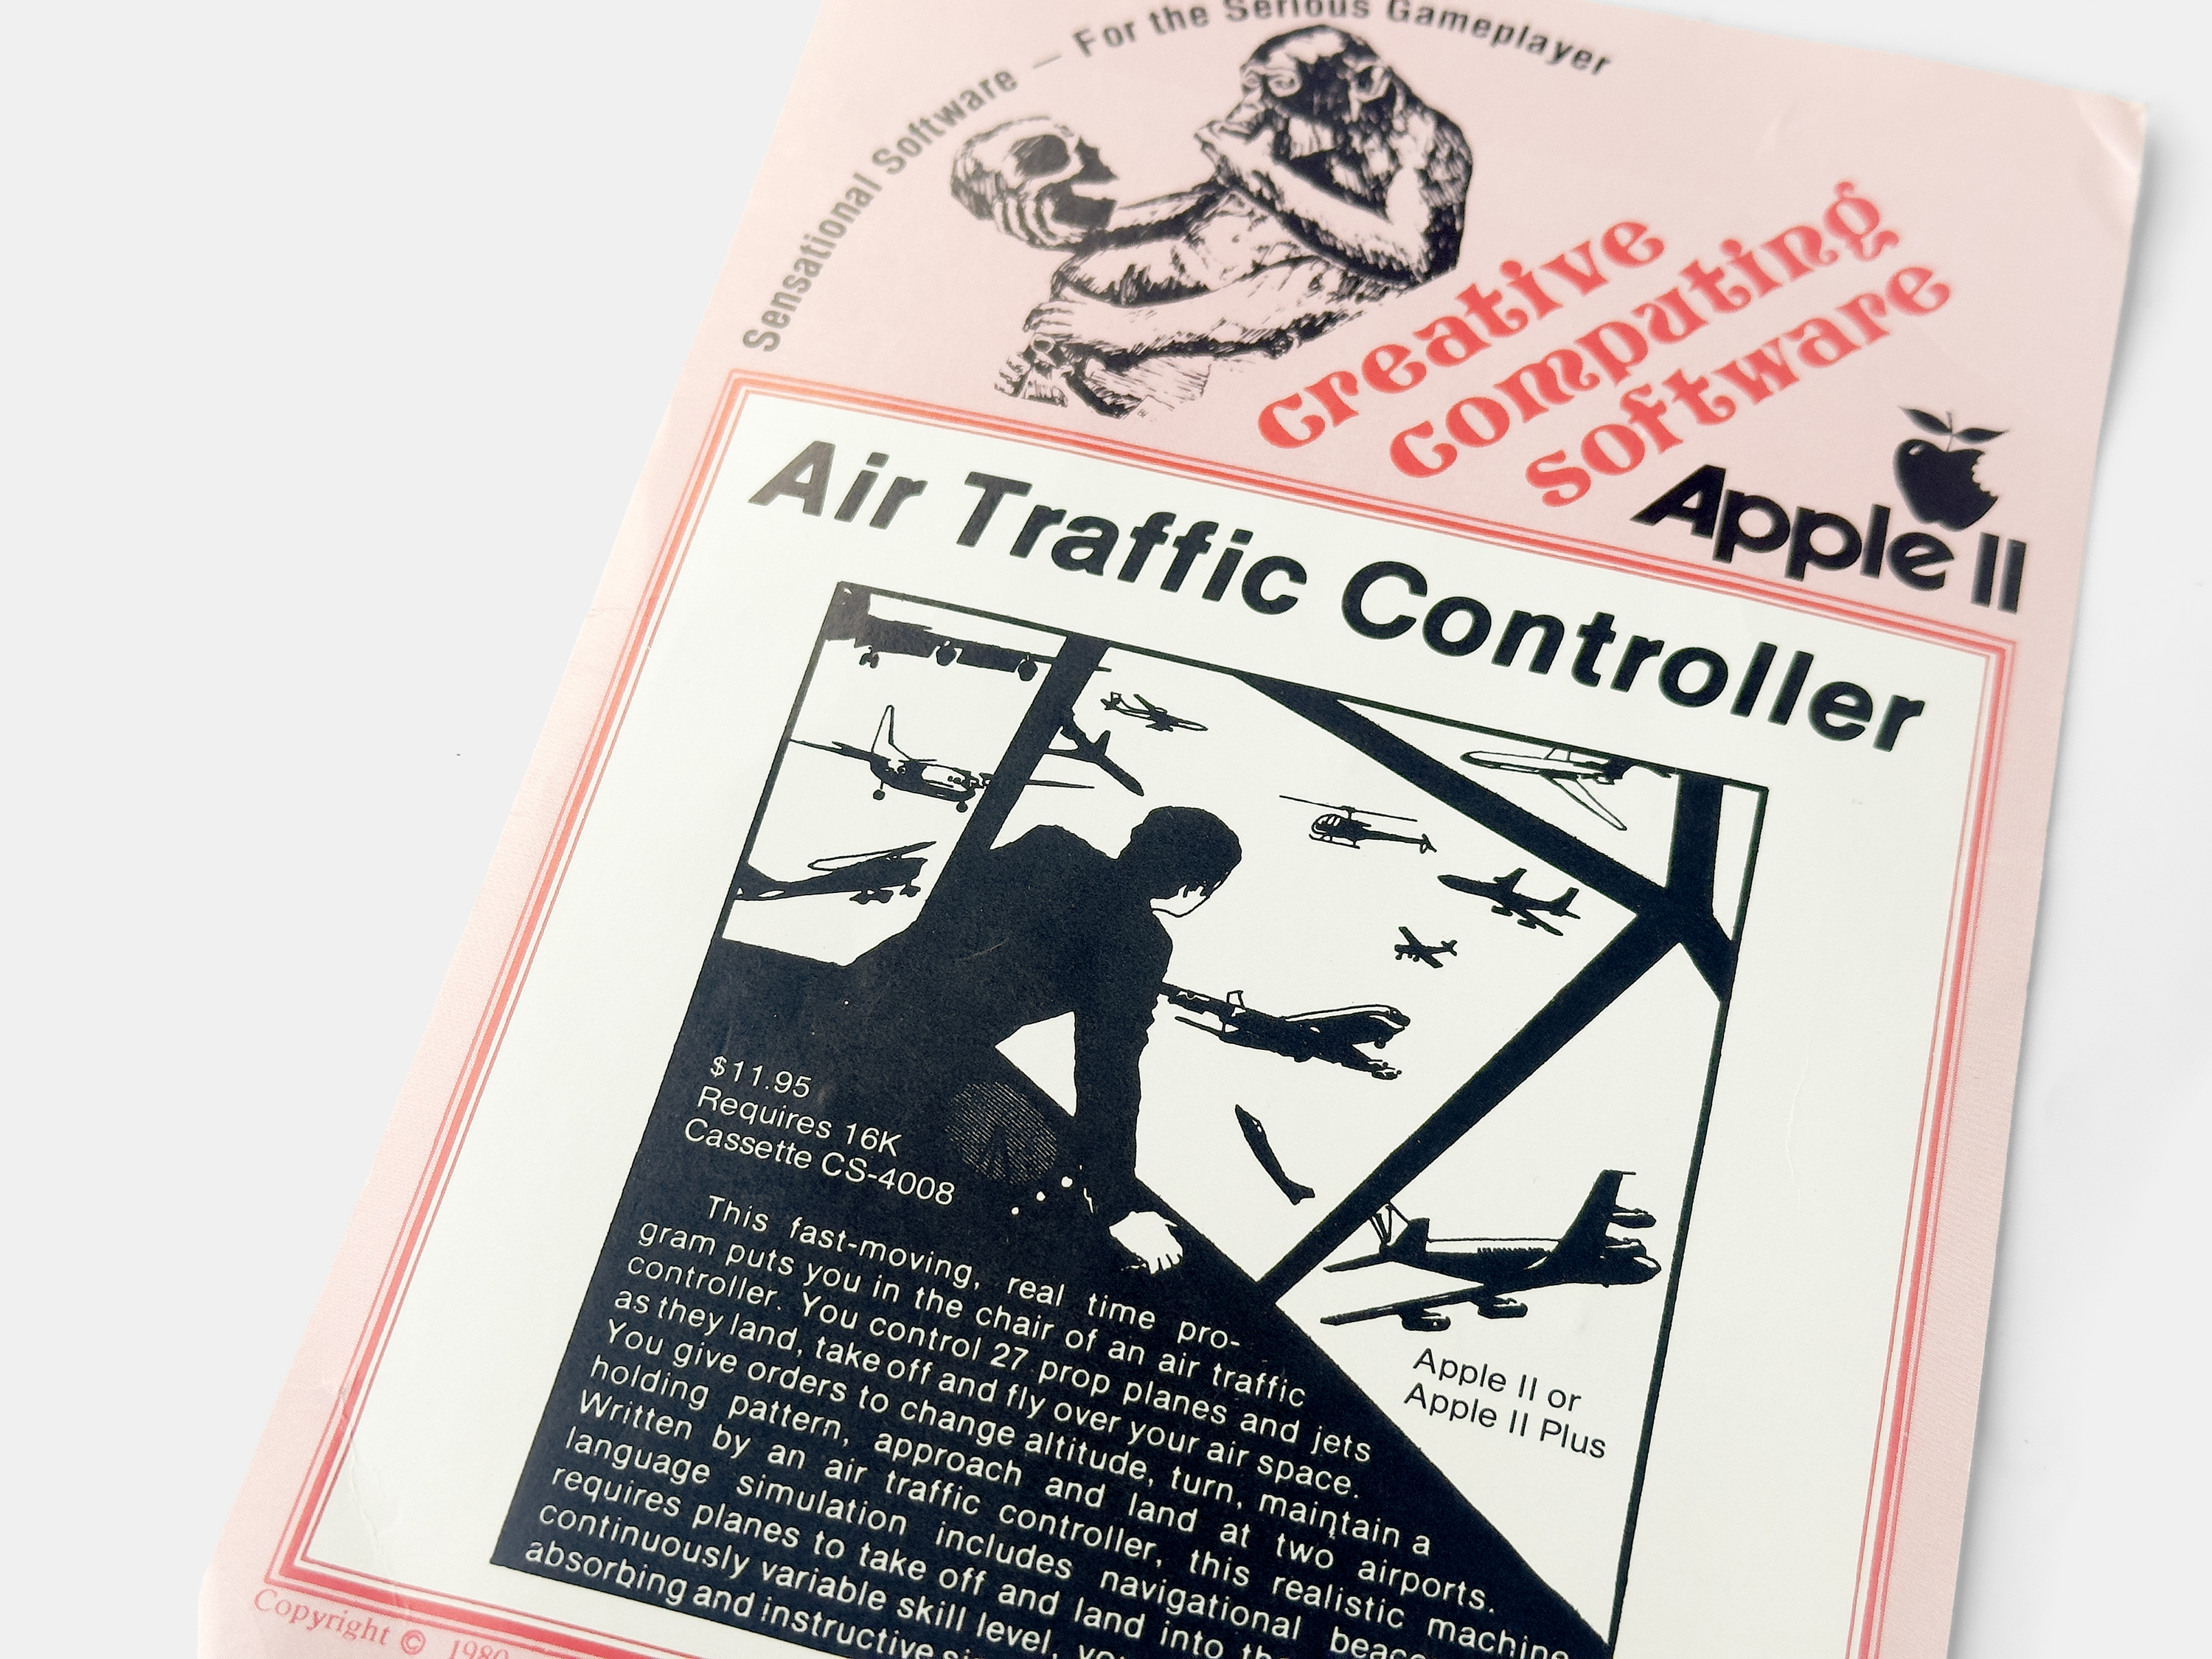 Sensational Software — For the Serious Gameplayer
creative
computing
software
Apple II
Air Traffic Controller
$11.95
Requires 16K
Cassette CS-4008
This fast-moving, real time pro-
gram puts you in the chair of an air traffic
controller. You control 27 prop planes and jets
as they land, take off and fly over your air space.
You give orders to change altitude, turn, maintain a
holding pattern, approach and land at two airports.
Written by an air traffic controller, this realistic machine
language simulation includes navigational
requires planes to take off and land into
continuously variable skill level,
absorbing and instructive
Apple II or
Apple II Plus
Copyright © 1980